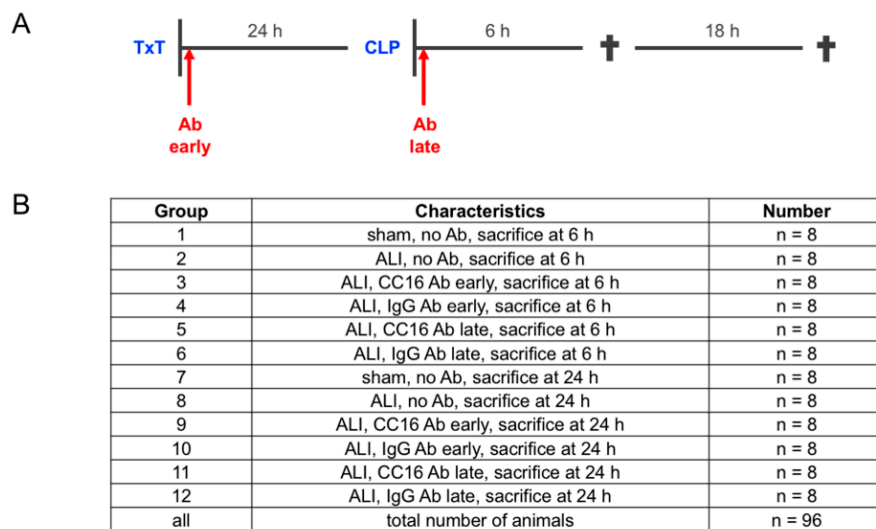 A
TxT 24 h CLP 6 h 18 h
Ab
early
Ab
late
B
Group Characteristics Number
1 sham, no Ab, sacrifice at 6 h n = 8
2 ALI, no Ab, sacrifice at 6 h n = 8
3 ALI, CC16 Ab early, sacrifice at 6 h n = 8
4 ALI, IgG Ab early, sacrifice at 6 h n = 8
5 ALI, CC16 Ab late, sacrifice at 6 h n = 8
6 ALI, IgG Ab late, sacrifice at 6 h n = 8
7 sham, no Ab, sacrifice at 24 h n = 8
8 ALI, no Ab, sacrifice at 24 h n = 8
9 ALI, CC16 Ab early, sacrifice at 24 h n = 8
10 ALI, IgG Ab early, sacrifice at 24 h n = 8
11 ALI, CC16 Ab late, sacrifice at 24 h n = 8
12 ALI, IgG Ab late, sacrifice at 24 h n = 8
all total number of animals n = 96